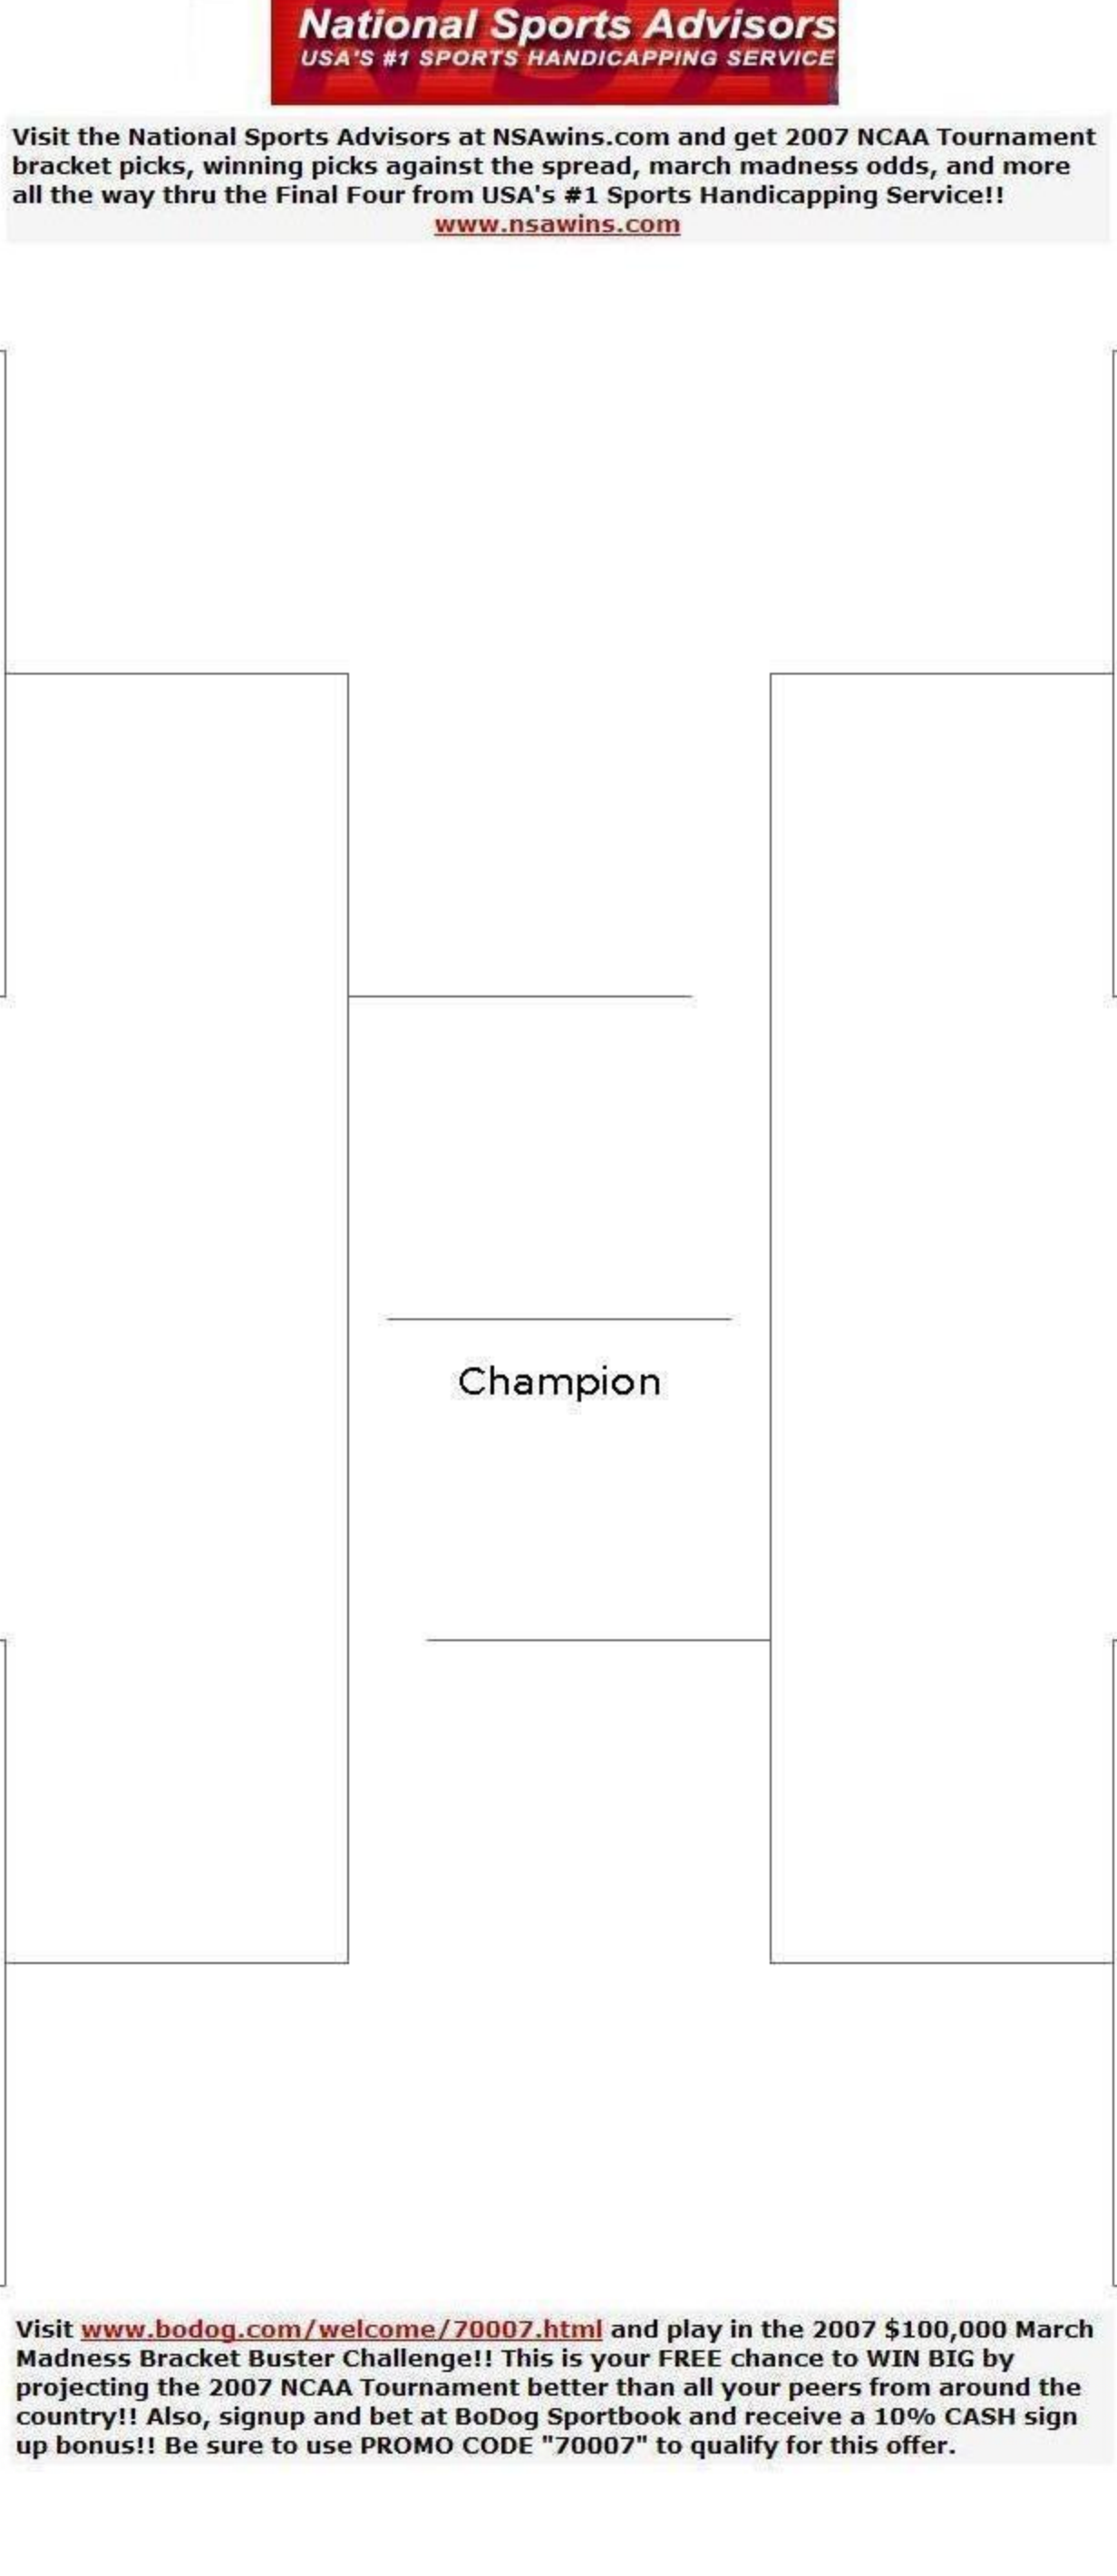 National Sports Advisors
USA'S #1 SPORTS HANDICAPPING SERVICE
Visit the National Sports Advisors at NSAwins.com and get 2007 NCAA Tournament
bracket picks, winning picks against the spread, march madness odds, and more
all the way thru the Final Four from USA's #1 Sports Handicapping Service!!
www.nsawins.com
Champion
Visit www.bodog.com/welcome/70007.html and play in the 2007 $100,000 March
Madness Bracket Buster Challenge!! This is your FREE chance to WIN BIG by
projecting the 2007 NCAA Tournament better than all your peers from around the
country!! Also, signup and bet at BoDog Sportbook and receive a 10% CASH sign
up bonus!! Be sure to use PROMO CODE "70007" to qualify for this offer.